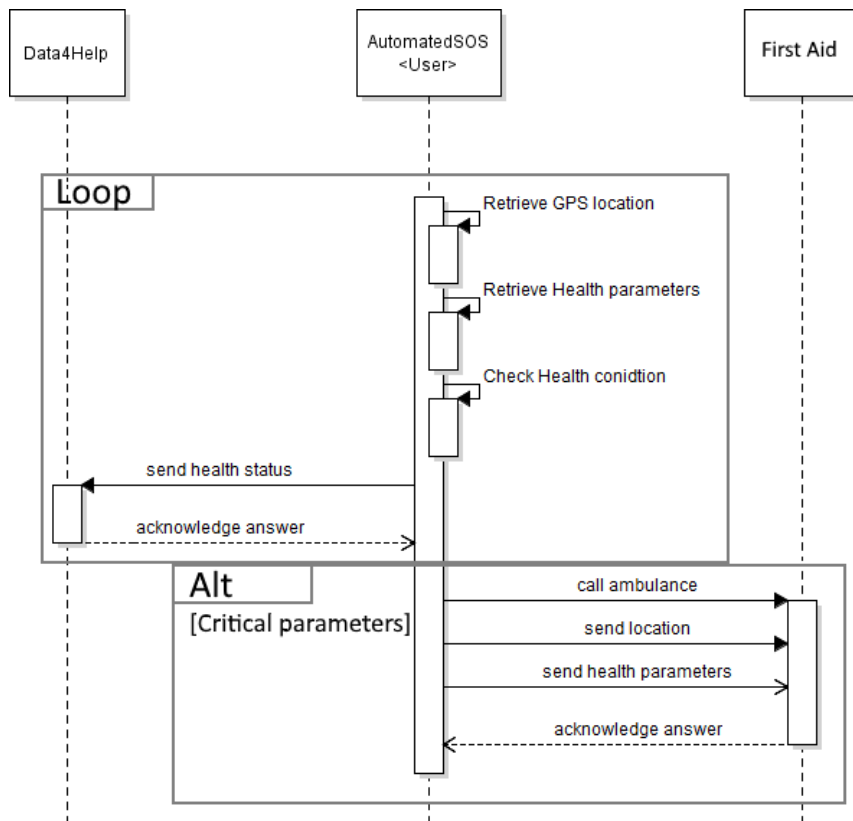 Data4Help
AutomatedSOS
<User>
First Aid
Loop
Retrieve GPS location
Retrieve Health parameters
Check Health conidtion
send health status
acknowledge answer
Alt
[Critical parameters]
call ambulance
send location
send health parameters
acknowledge answer